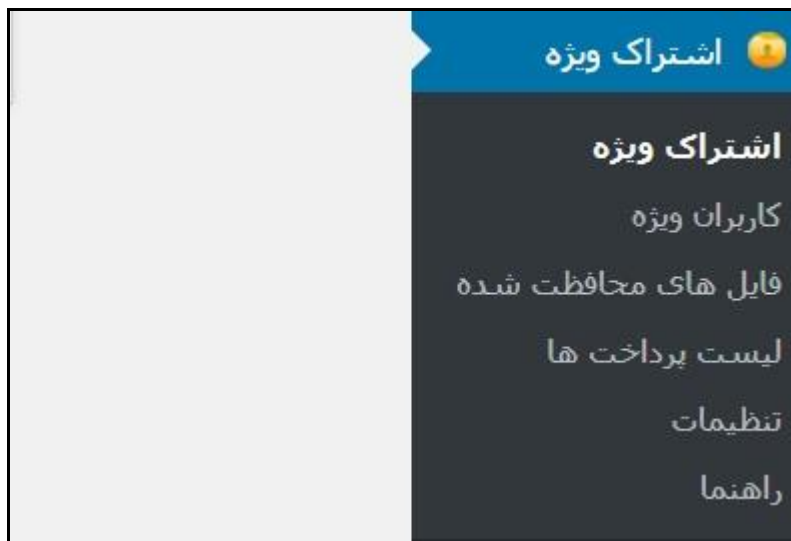 اشتراک ویژه
اشتراک ویژه
کاربران ویژه
فایل های محافظت شده
لیست پرداخت ها
تنظیمات
راهنما